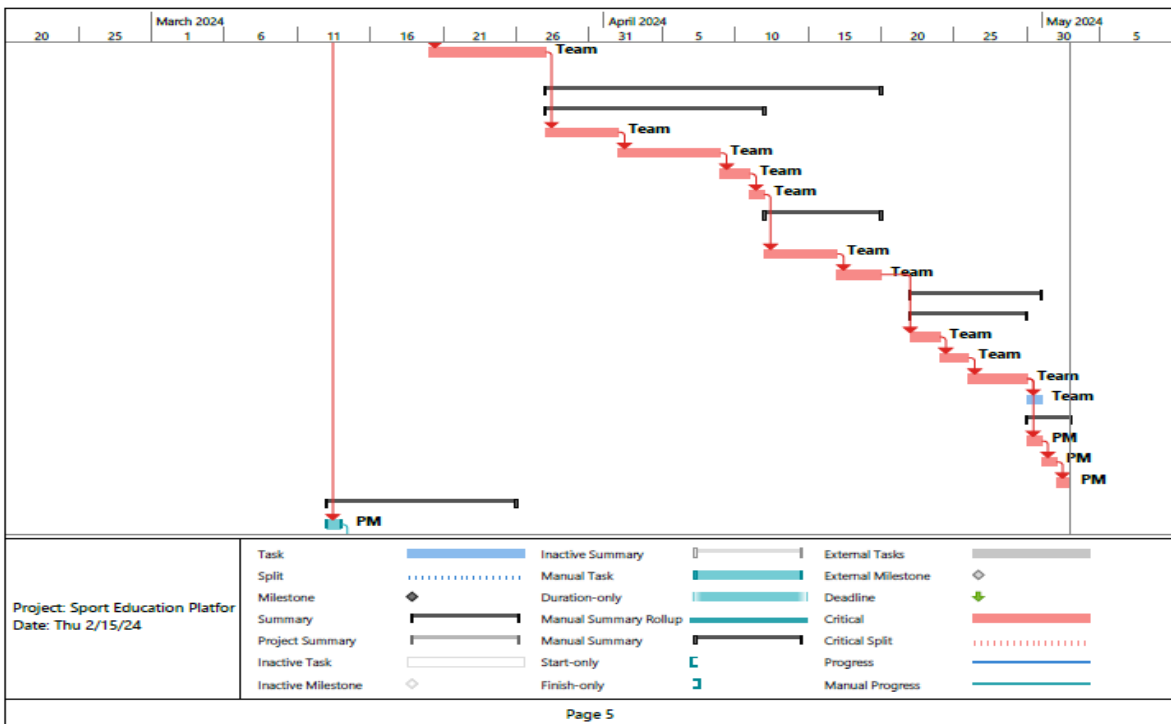 March 2024 April 2024 May 2024
20 25 1 6 11 16 21 26 31 5 10 15 20 25 30 5
Team
Team
Team
Team
Team
Team
Team
Team
Team
Team
Team
PM
PM
PM
PM
Task Inactive Summary External Tasks
Split Manual Task External Milestone
Milestone Duration-only Deadline
Project: Sport Education Platfor Summary Manual Summary Rollup Critical
Date: Thu 2/15/24 Project Summary Manual Summary Critical Split
Inactive Task Start-only Progress
Inactive Milestone Finish-only Manual Progress
Page 5